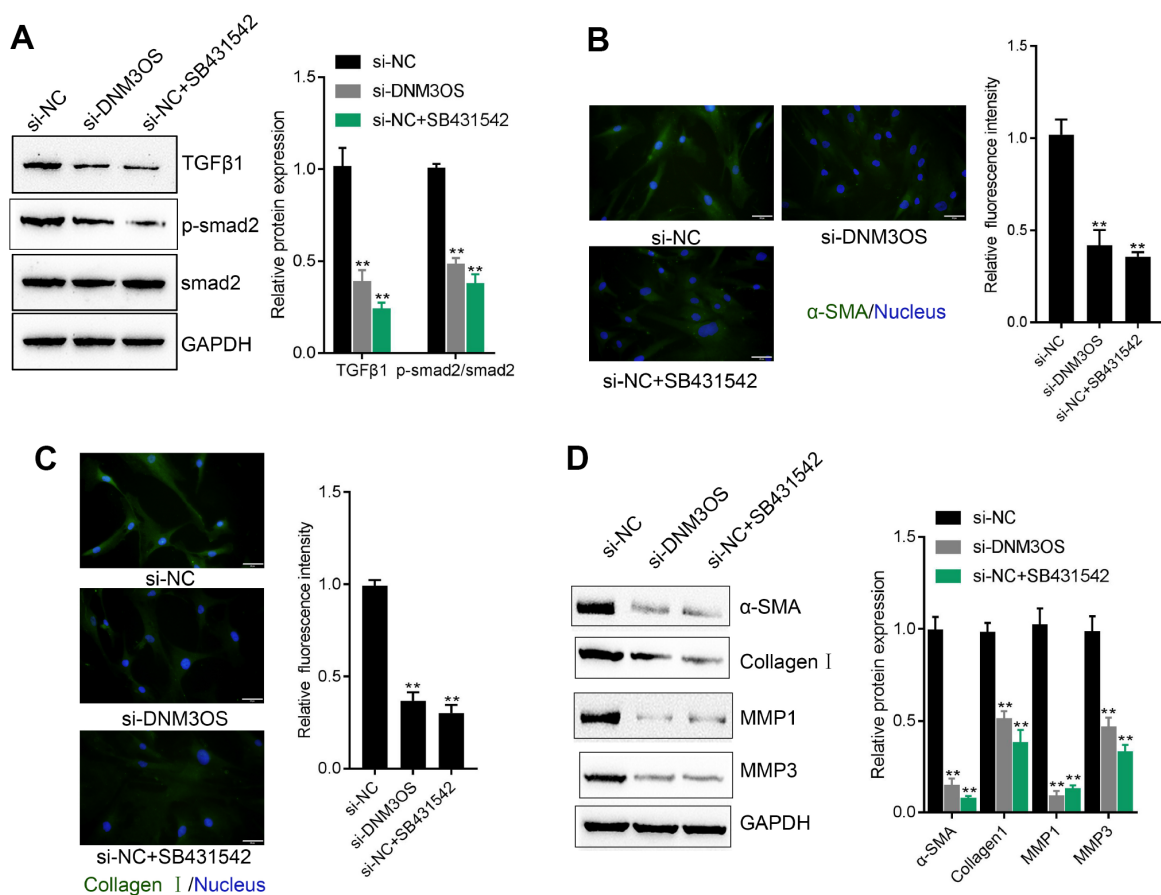 A
si-NC
si-DNM3OS
si-NC+SB431542
TGFβ1
p-smad2
smad2
GAPDH
si-NC
si-DNM3OS
si-NC+SB431542
Relative protein expression
1.5
1.0
0.5
0.0
** ** ** **
TGFβ1 p-smad2/smad2
B
si-NC
si-DNM3OS
si-NC+SB431542
α-SMA/Nucleus
Relative fluorescence intensity
1.5
1.0
0.5
0.0
** **
si-NC
si-DNM3OS
si-NC+SB431542
C
si-NC
si-DNM3OS
si-NC+SB431542
Collagen Ⅰ/Nucleus
Relative fluorescence intensity
1.5
1.0
0.5
0.0
** **
si-NC
si-DNM3OS
si-NC+SB431542
D
si-NC
si-DNM3OS
si-NC+SB431542
α-SMA
Collagen Ⅰ
MMP1
MMP3
GAPDH
si-NC
si-DNM3OS
si-NC+SB431542
Relative protein expression
1.5
1.0
0.5
0.0
** ** ** ** ** ** ** **
α-SMA
Collagen1
MMP1
MMP3